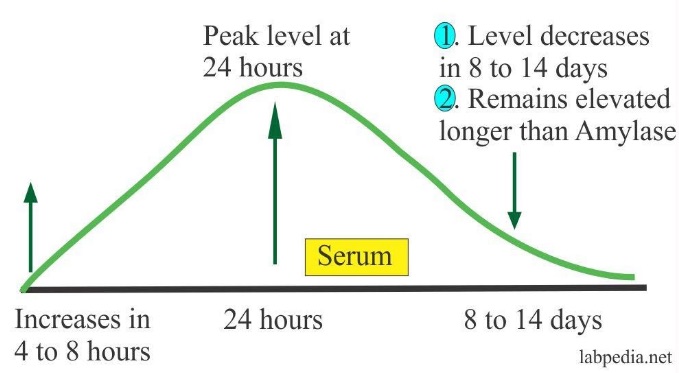 Peak level at
24 hours
1. Level decreases
in 8 to 14 days
2. Remains elevated
longer than Amylase
Serum
Increases in
4 to 8 hours
24 hours
8 to 14 days
labpedia.net